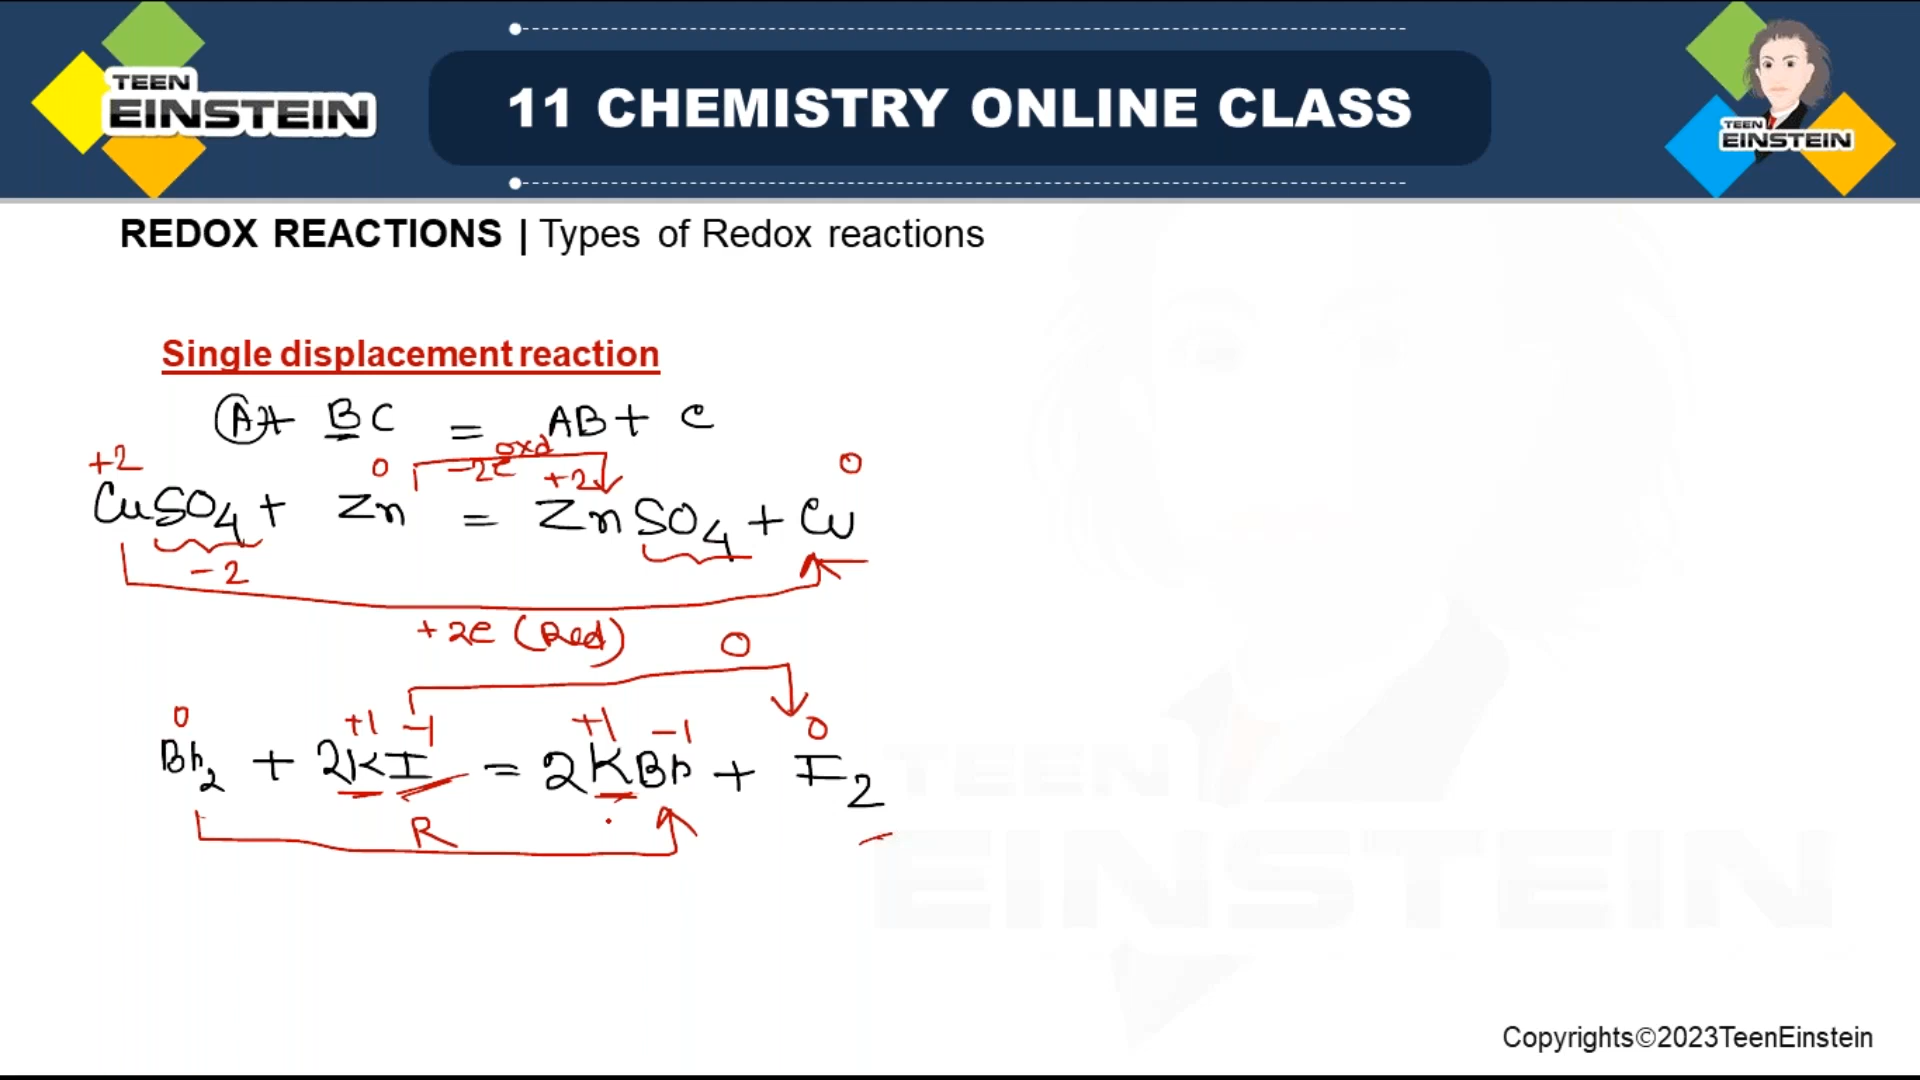 TEEN
EINSTEIN
11 CHEMISTRY ONLINE CLASS
TEEN
EINSTEIN
REDOX REACTIONS | Types of Redox reactions
Single displacement reaction
A + BC = AB + C
oxd
+2 0 -2e +2 0
CuSO4 + Zn = ZnSO4 + Cu
-2
+2e (Red)
O
0 +1 -1 +1 -1 0
Br2 + 2KI = 2KBr + I2
R
TEEN
EINSTEIN
Copyrights©2023TeenEinstein